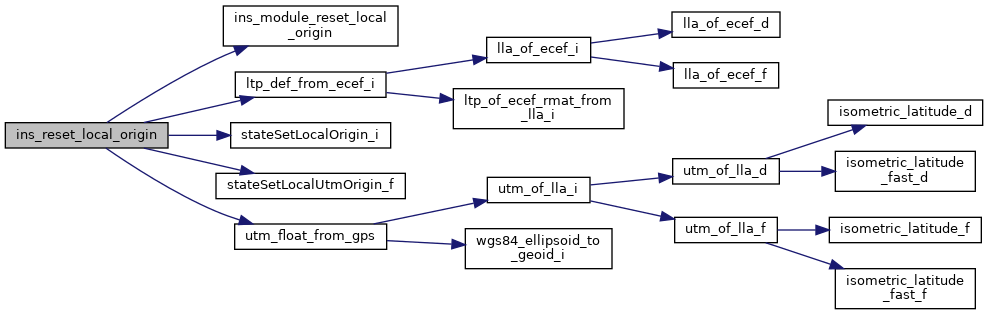 ins_reset_local_origin
ins_module_reset_local
_origin
ltp_def_from_ecef_i
stateSetLocalOrigin_i
stateSetLocalUtmOrigin_f
utm_float_from_gps
lla_of_ecef_i
ltp_of_ecef_rmat_from
_lla_i
utm_of_lla_i
wgs84_ellipsoid_to
_geoid_i
lla_of_ecef_d
lla_of_ecef_f
utm_of_lla_d
utm_of_lla_f
isometric_latitude_d
isometric_latitude
_fast_d
isometric_latitude_f
isometric_latitude
_fast_f